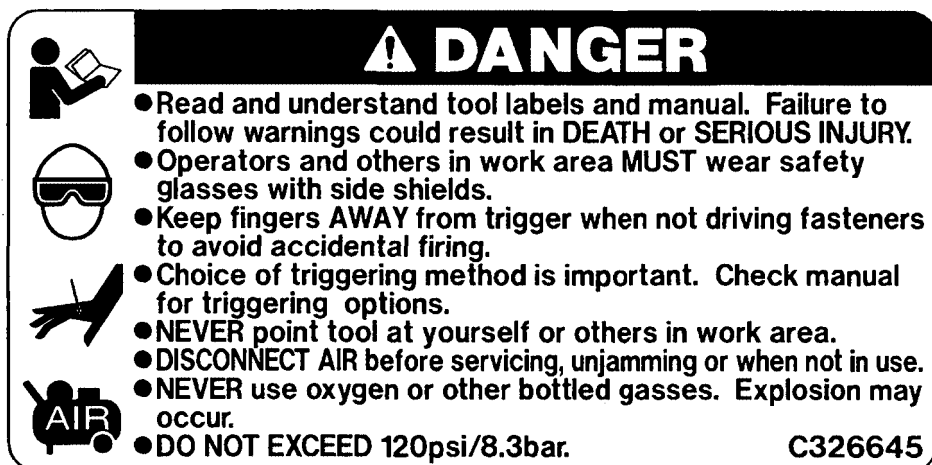 ⚠ DANGER
●Read and understand tool labels and manual. Failure to
follow warnings could result in DEATH or SERIOUS INJURY.
●Operators and others in work area MUST wear safety
glasses with side shields.
●Keep fingers AWAY from trigger when not driving fasteners
to avoid accidental firing.
●Choice of triggering method is important. Check manual
for triggering options.
●NEVER point tool at yourself or others in work area.
●DISCONNECT AIR before servicing, unjamming or when not in use.
●NEVER use oxygen or other bottled gasses. Explosion may
occur.
AIR
●DO NOT EXCEED 120psi/8.3bar. C326645